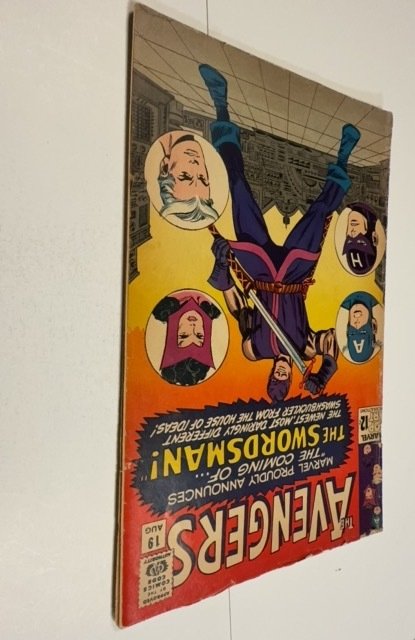 APPROVED
BY THE
COMICS
CODE
CA
AUTHORITY
19
AUG
THE
AVENGERS
MARVEL
12¢
MARVEL PROUDLY ANNOUNCES
"THE COMING OF...
THE SWORDSMAN!
THE NEWEST, MOST DARINGLY DIFFERENT
SWASHBUCKLER FROM THE HOUSE OF IDEAS!
A
H